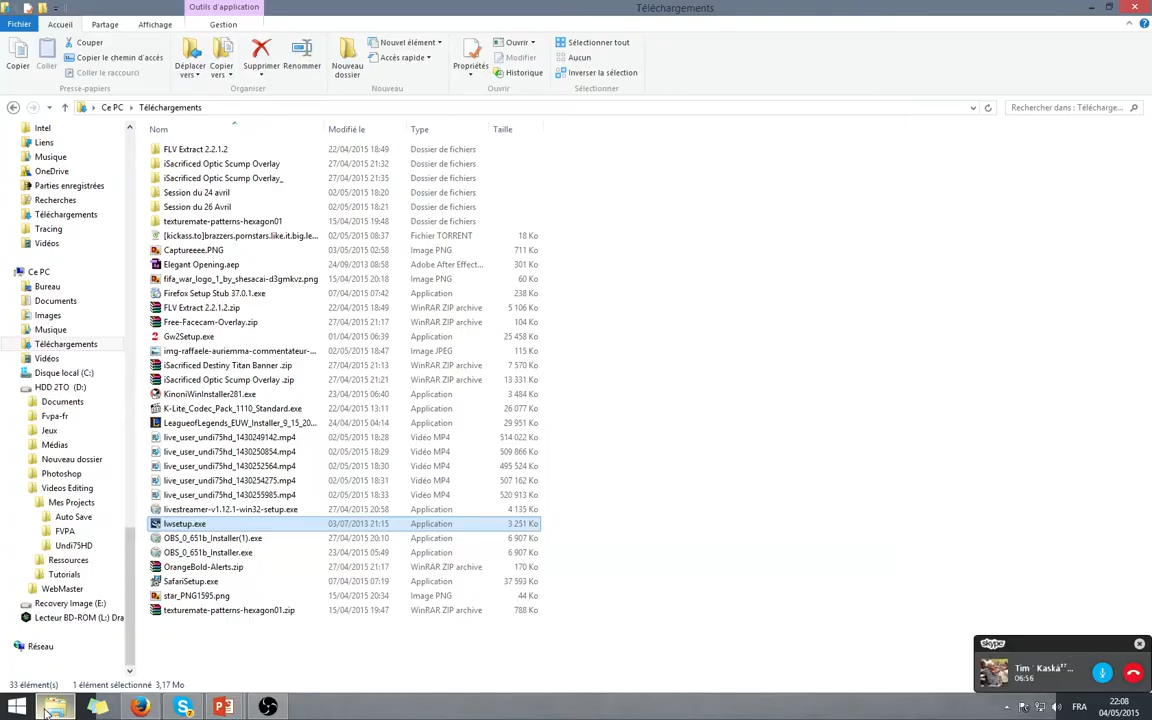 Outils d'application
Téléchargements
Fichier Accueil Partage Affichage Gestion
Copier
Coller
Couper
Copier le chemin d'accès
Coller le raccourci
Presse-papiers
Déplacer vers
Copier vers
Supprimer
Renommer
Organiser
Nouveau dossier
Nouvel élément
Accès rapide
Nouveau
Propriétés
Ouvrir
Modifier
Historique
Ouvrir
Sélectionner tout
Aucun
Inverser la sélection
Sélectionner
Ce PC Téléchargements
Rechercher dans : Télécharge...
Intel
Liens
Musique
OneDrive
Parties enregistrées
Recherches
Téléchargements
Tracing
Vidéos
Ce PC
Bureau
Documents
Images
Musique
Téléchargements
Vidéos
Disque local (C:)
HDD 2TO (D:)
Documents
Fvpa-fr
Jeux
Médias
Nouveau dossier
Photoshop
Videos Editing
Mes Projects
Auto Save
FVPA
Undi75HD
Ressources
Tutorials
WebMaster
Recovery Image (E:)
Lecteur BD-ROM (L:) Dra
Réseau
Nom Modifié le Type Taille
FLV Extract 2.2.1.2 22/04/2015 18:49 Dossier de fichiers
iSacrificed Optic Scump Overlay 27/04/2015 21:32 Dossier de fichiers
iSacrificed Optic Scump Overlay_ 27/04/2015 21:35 Dossier de fichiers
Session du 24 avril 02/05/2015 18:20 Dossier de fichiers
Session du 26 Avril 02/05/2015 18:21 Dossier de fichiers
texturemate-patterns-hexagon01 15/04/2015 19:48 Dossier de fichiers
[kickass.to]brazzers.pornstars.like.it.big.le... 02/05/2015 08:37 Fichier TORRENT 18 Ko
Captureeee.PNG 03/05/2015 02:58 Image PNG 711 Ko
Elegant Opening.aep 24/09/2013 08:58 Adobe After Effect... 301 Ko
fifa_war_logo_1_by_shesacai-d3gmkvz.png 15/04/2015 20:18 Image PNG 60 Ko
Firefox Setup Stub 37.0.1.exe 07/04/2015 07:42 Application 238 Ko
FLV Extract 2.2.1.2.zip 22/04/2015 18:49 WinRAR ZIP archive 5 106 Ko
Free-Facecam-Overlay.zip 27/04/2015 21:17 WinRAR ZIP archive 104 Ko
Gw2Setup.exe 01/04/2015 06:39 Application 25 458 Ko
img-raffaele-auriemma-commentateur-... 02/05/2015 18:47 Image JPEG 115 Ko
iSacrificed Destiny Titan Banner .zip 27/04/2015 21:13 WinRAR ZIP archive 7 570 Ko
iSacrificed Optic Scump Overlay .zip 27/04/2015 21:21 WinRAR ZIP archive 13 331 Ko
KinoniWinInstaller281.exe 23/04/2015 06:40 Application 3 484 Ko
K-Lite_Codec_Pack_1110_Standard.exe 22/04/2015 13:11 Application 26 077 Ko
LeagueofLegends_EUW_Installer_9_15_20... 24/04/2015 04:14 Application 29 951 Ko
live_user_undi75hd_1430249142.mp4 02/05/2015 18:28 Vidéo MP4 514 022 Ko
live_user_undi75hd_1430250854.mp4 02/05/2015 18:29 Vidéo MP4 509 866 Ko
live_user_undi75hd_1430252564.mp4 02/05/2015 18:30 Vidéo MP4 495 524 Ko
live_user_undi75hd_1430254275.mp4 02/05/2015 18:31 Vidéo MP4 507 162 Ko
live_user_undi75hd_1430255985.mp4 02/05/2015 18:33 Vidéo MP4 520 913 Ko
livestreamer-v1.12.1-win32-setup.exe 27/04/2015 20:58 Application 4 135 Ko
lwsetup.exe 03/07/2013 21:15 Application 3 251 Ko
OBS_0_651b_Installer(1).exe 27/04/2015 20:10 Application 6 907 Ko
OBS_0_651b_Installer.exe 23/04/2015 05:49 Application 6 907 Ko
OrangeBold-Alerts.zip 27/04/2015 21:17 WinRAR ZIP archive 170 Ko
SafariSetup.exe 07/04/2015 07:19 Application 37 593 Ko
star_PNG1595.png 15/04/2015 20:34 Image PNG 44 Ko
texturemate-patterns-hexagon01.zip 15/04/2015 19:47 WinRAR ZIP archive 788 Ko
33 élément(s) 1 élément sélectionné 3,17 Mo
skype
06:56
FRA
22:08
04/05/2015